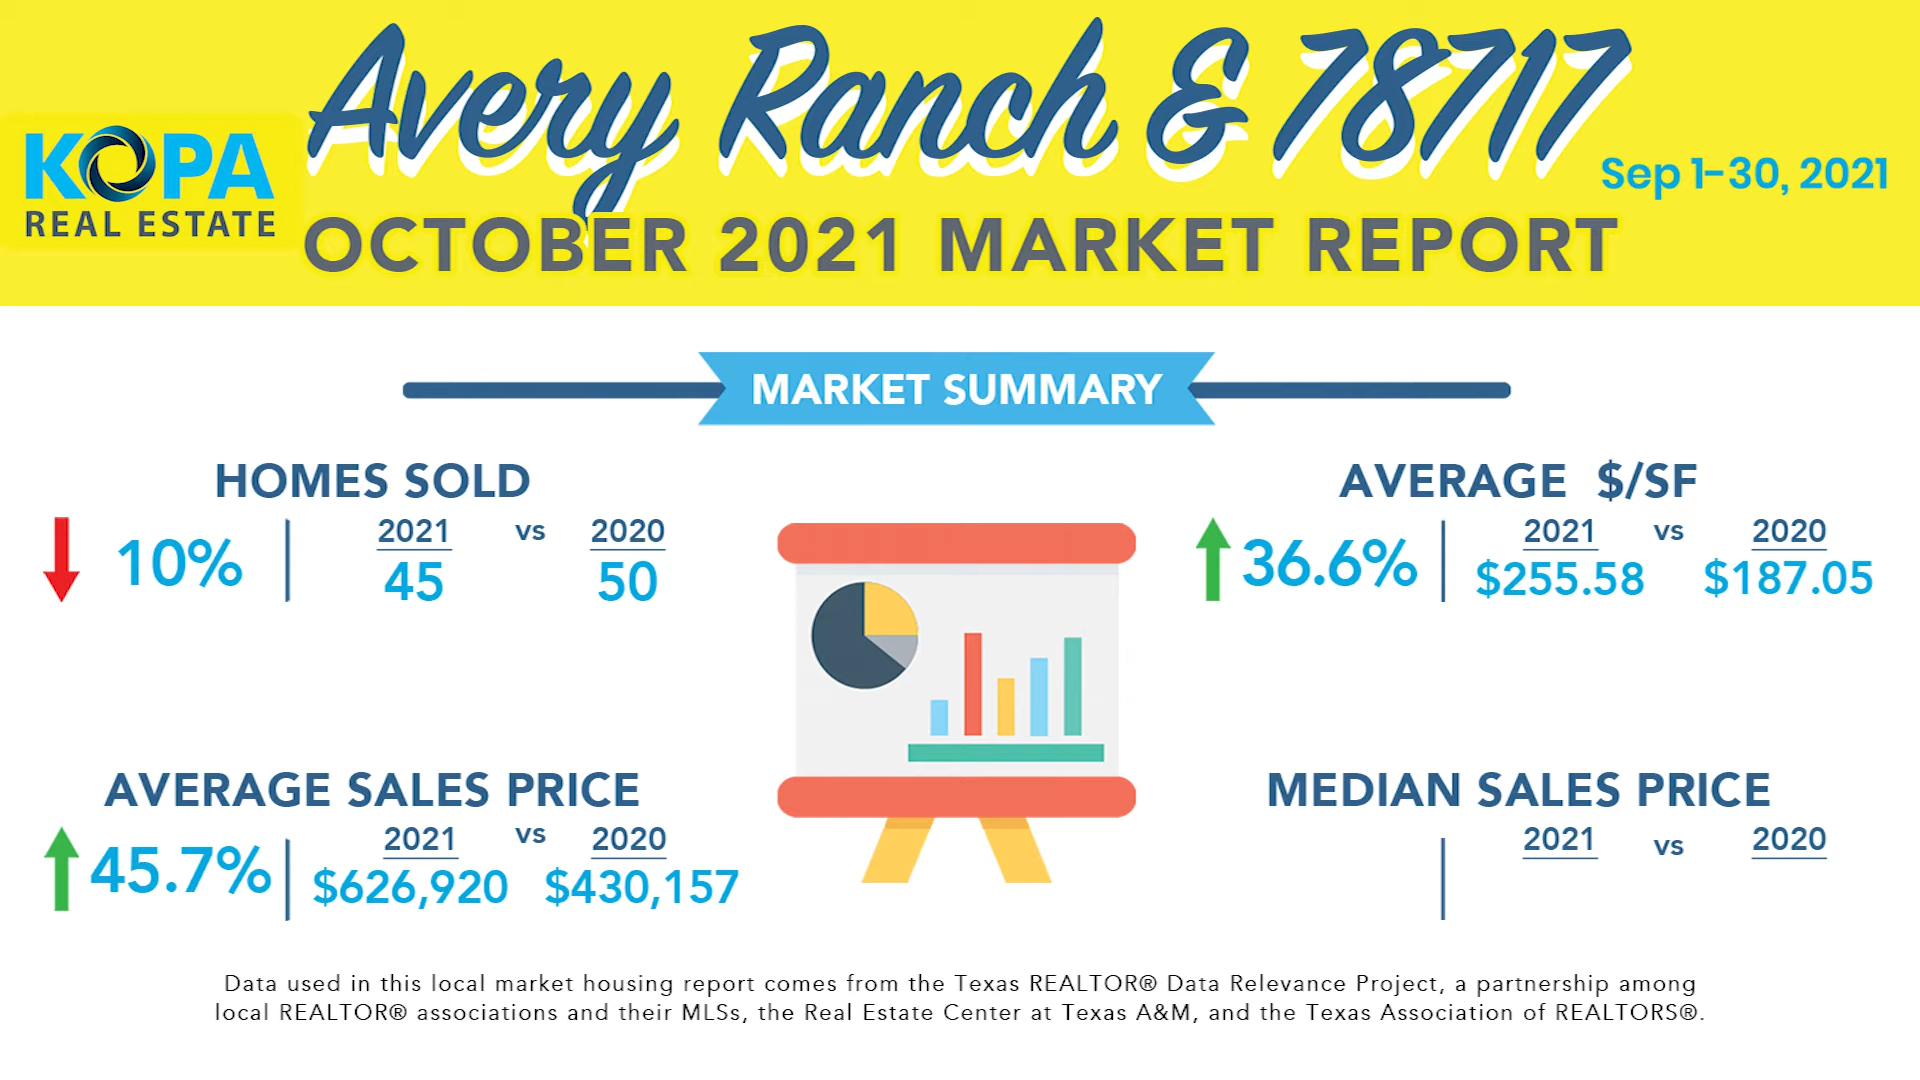 Avery Ranch & 78717
KOPA
REAL ESTATE
Sep 1-30, 2021
OCTOBER 2021 MARKET REPORT
MARKET SUMMARY
HOMES SOLD
10%
2021 vs 2020
45 50
AVERAGE $/SF
36.6%
2021 vs 2020
$255.58 $187.05
AVERAGE SALES PRICE
45.7%
2021 vs 2020
$626,920 $430,157
MEDIAN SALES PRICE
2021 vs 2020
Data used in this local market housing report comes from the Texas REALTOR® Data Relevance Project, a partnership among
local REALTOR® associations and their MLSs, the Real Estate Center at Texas A&M, and the Texas Association of REALTORS®.